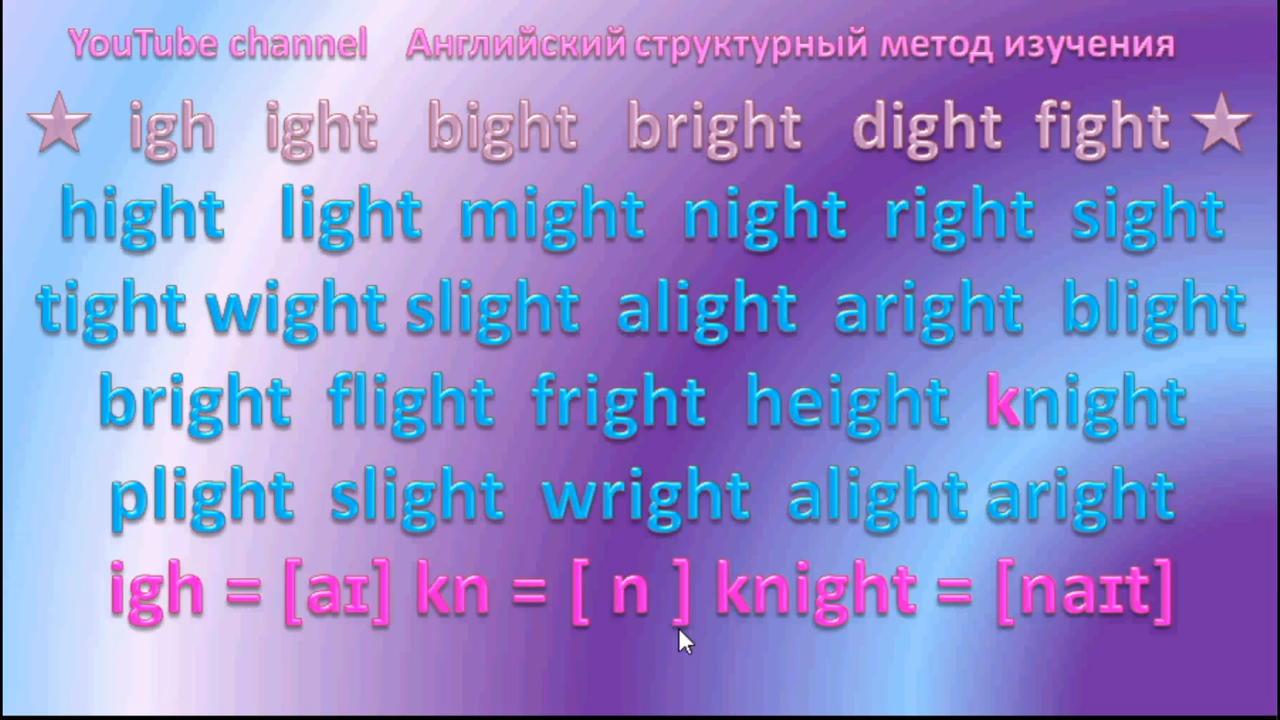 YouTube channel Английский структурный метод изучения
igh ight bight bright dight fight
hight light might night right sight
tight wight slight alight aright blight
bright flight fright height knight
plight slight wright alight aright
igh = [aɪ] kn = [ n ] knight = [naɪt]